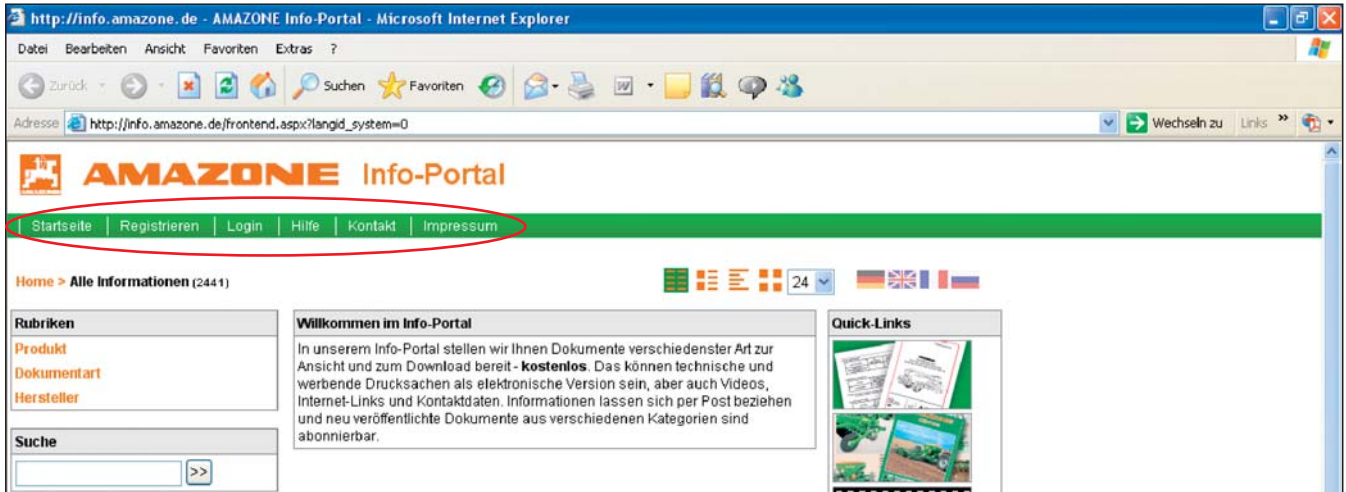 http://info.amazone.de - AMAZONE Info-Portal - Microsoft Internet Explorer
Datei Bearbeiten Ansicht Favoriten Extras ?
Zurück Suchen Favoriten
Adresse http://info.amazone.de/frontend.aspx?langid_system=0 Wechseln zu Links »
AMAZONE Info-Portal
Startseite | Registrieren | Login | Hilfe | Kontakt | Impressum
Home > Alle Informationen (2441) 24
Rubriken
Produkt
Dokumentart
Hersteller
Suche
>>
Willkommen im Info-Portal
In unserem Info-Portal stellen wir Ihnen Dokumente verschiedenster Art zur
Ansicht und zum Download bereit - kostenlos. Das können technische und
werbende Drucksachen als elektronische Version sein, aber auch Videos,
Internet-Links und Kontaktdaten. Informationen lassen sich per Post beziehen
und neu veröffentlichte Dokumente aus verschiedenen Kategorien sind
abonnierbar.
Quick-Links